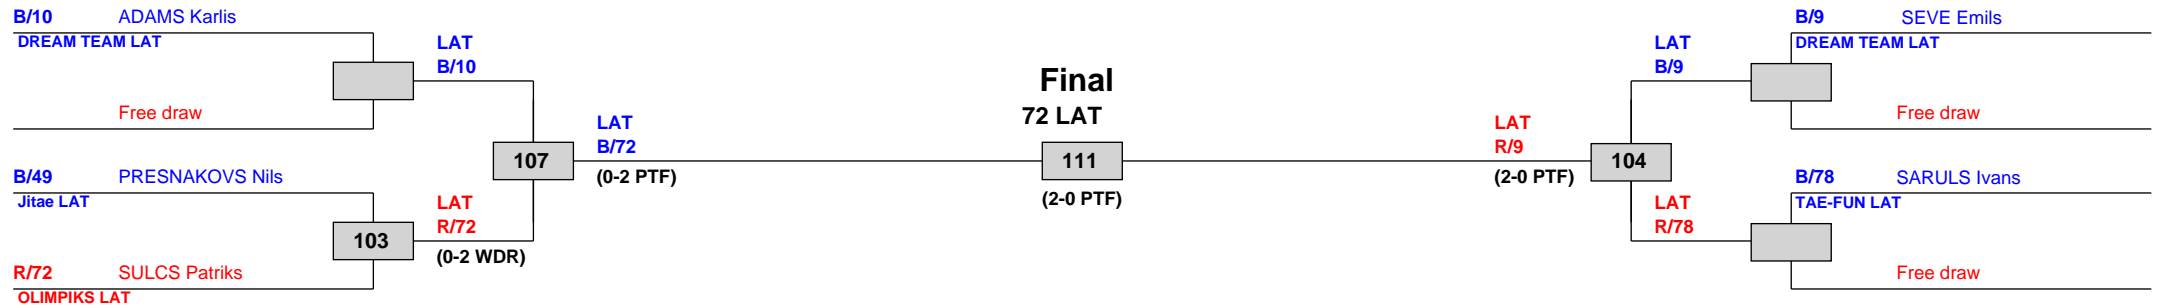 B/10 ADAMS Karlis
DREAM TEAM LAT
LAT
B/10
Free draw
B/49 PRESNAKOVS Nils
Jitae LAT
103
LAT
R/72
(0-2 WDR)
R/72 SULCS Patriks
OLIMPIKS LAT
107
LAT
B/72
(0-2 PTF)
Final
72 LAT
111
(2-0 PTF)
LAT
R/9
(2-0 PTF)
104
LAT
B/9
B/9 SEVE Emils
DREAM TEAM LAT
Free draw
LAT
R/78
B/78 SARULS Ivans
TAE-FUN LAT
Free draw